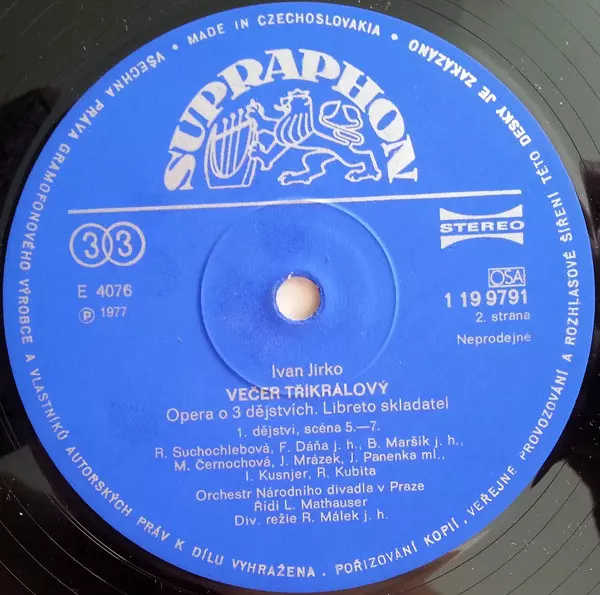 VŠECHNA PRÁVA GRAMOFONOVÉHO VÝROBCE A VLASTNÍKŮ AUTORSKÝCH PRÁV K DÍLU VYHRAŽENA. POŘIZOVÁNÍ KOPIÍ, VEŘEJNÉ PROVOZOVÁNÍ A ROZHLASOVÉ ŠÍŘENÍ TÉTO DESKY JE ZAKÁZÁNO • MADE IN CZECHOSLOVAKIA •
SUPRAPHON
33
STEREO
E 4076
℗ 1977
OSA
1 19 9791
2. strana
Neprodejné
Ivan Jirko
VEČER TŘÍKRÁLOVÝ
Opera o 3 dějstvích. Libreto skladatel
1. dějství, scéna 5.—7.
R. Suchochlebová, F. Dáňa j. h., B. Maršík j. h.,
M. Černochová, J. Mrázek, J. Panenka ml.,
I. Kusnjer, R. Kubita
Orchestr Národního divadla v Praze
Řídí L. Mathauser
Div. režie R. Málek j. h.